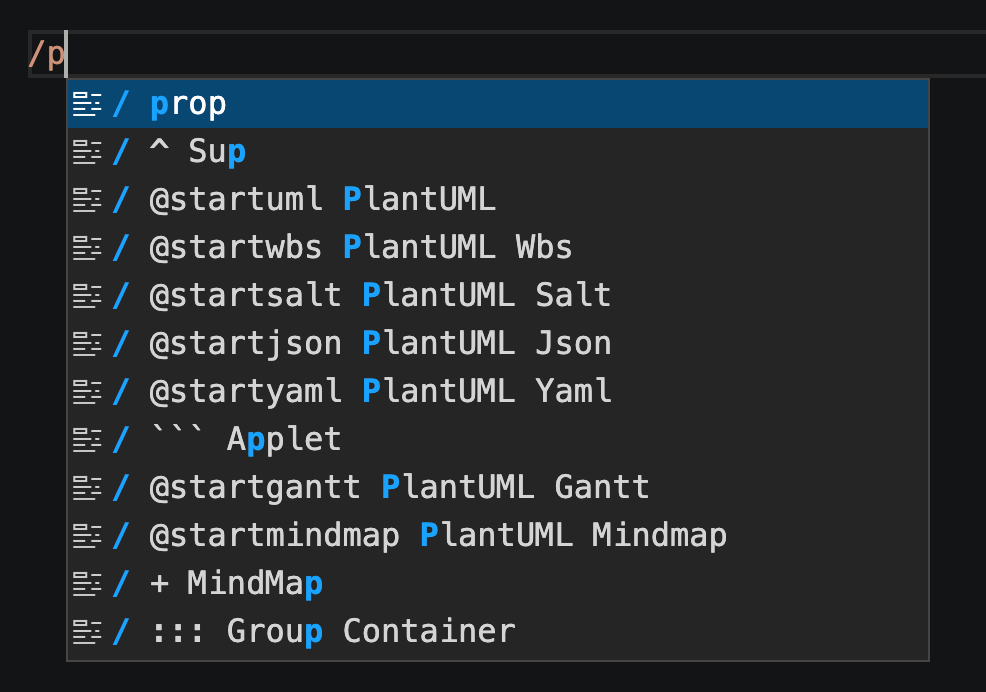 /p
/ prop
/ ^ Sup
/ @startuml PlantUML
/ @startwbs PlantUML Wbs
/ @startsalt PlantUML Salt
/ @startjson PlantUML Json
/ @startyaml PlantUML Yaml
/ ``` Applet
/ @startgantt PlantUML Gantt
/ @startmindmap PlantUML Mindmap
/ + MindMap
/ ::: Group Container